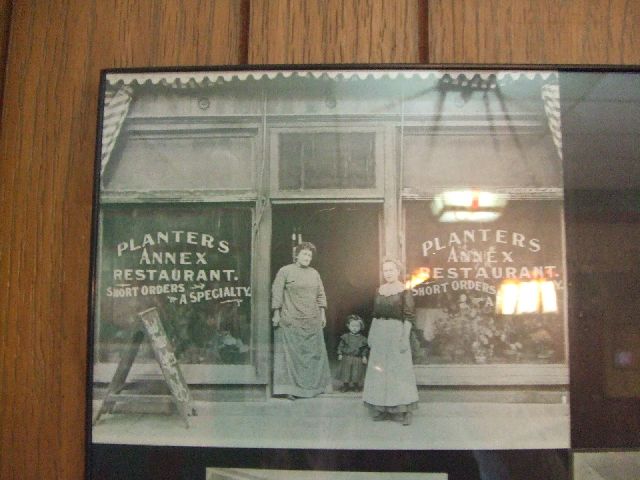 PLANTERS
ANNEX
RESTAURANT.
SHORT ORDERS
A SPECIALTY.
PLANTERS
ANNEX
RESTAURANT.
SHORT ORDERS
A